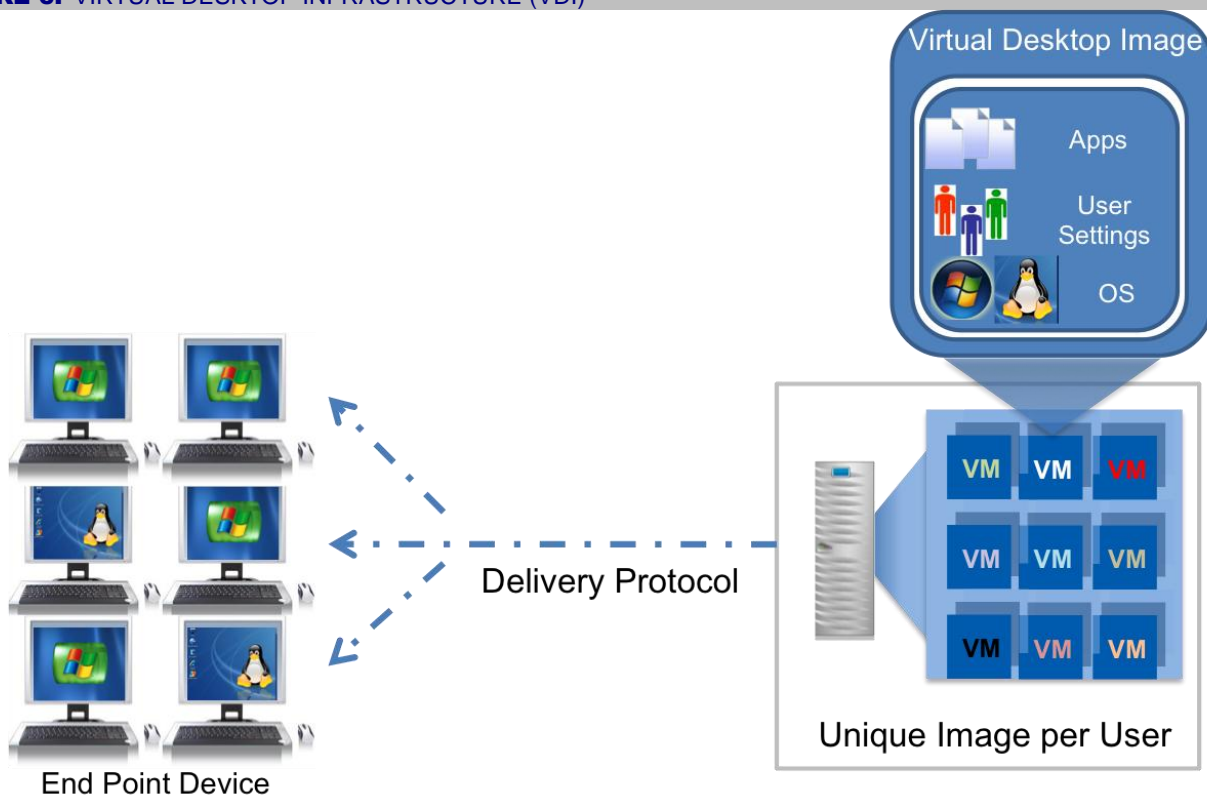 VIRTUAL DESKTOP INFRASTRUCTURE (VDI)
Virtual Desktop Image
Apps
User
Settings
OS
VM VM VM
VM VM VM
VM VM VM
Delivery Protocol
Unique Image per User
End Point Device